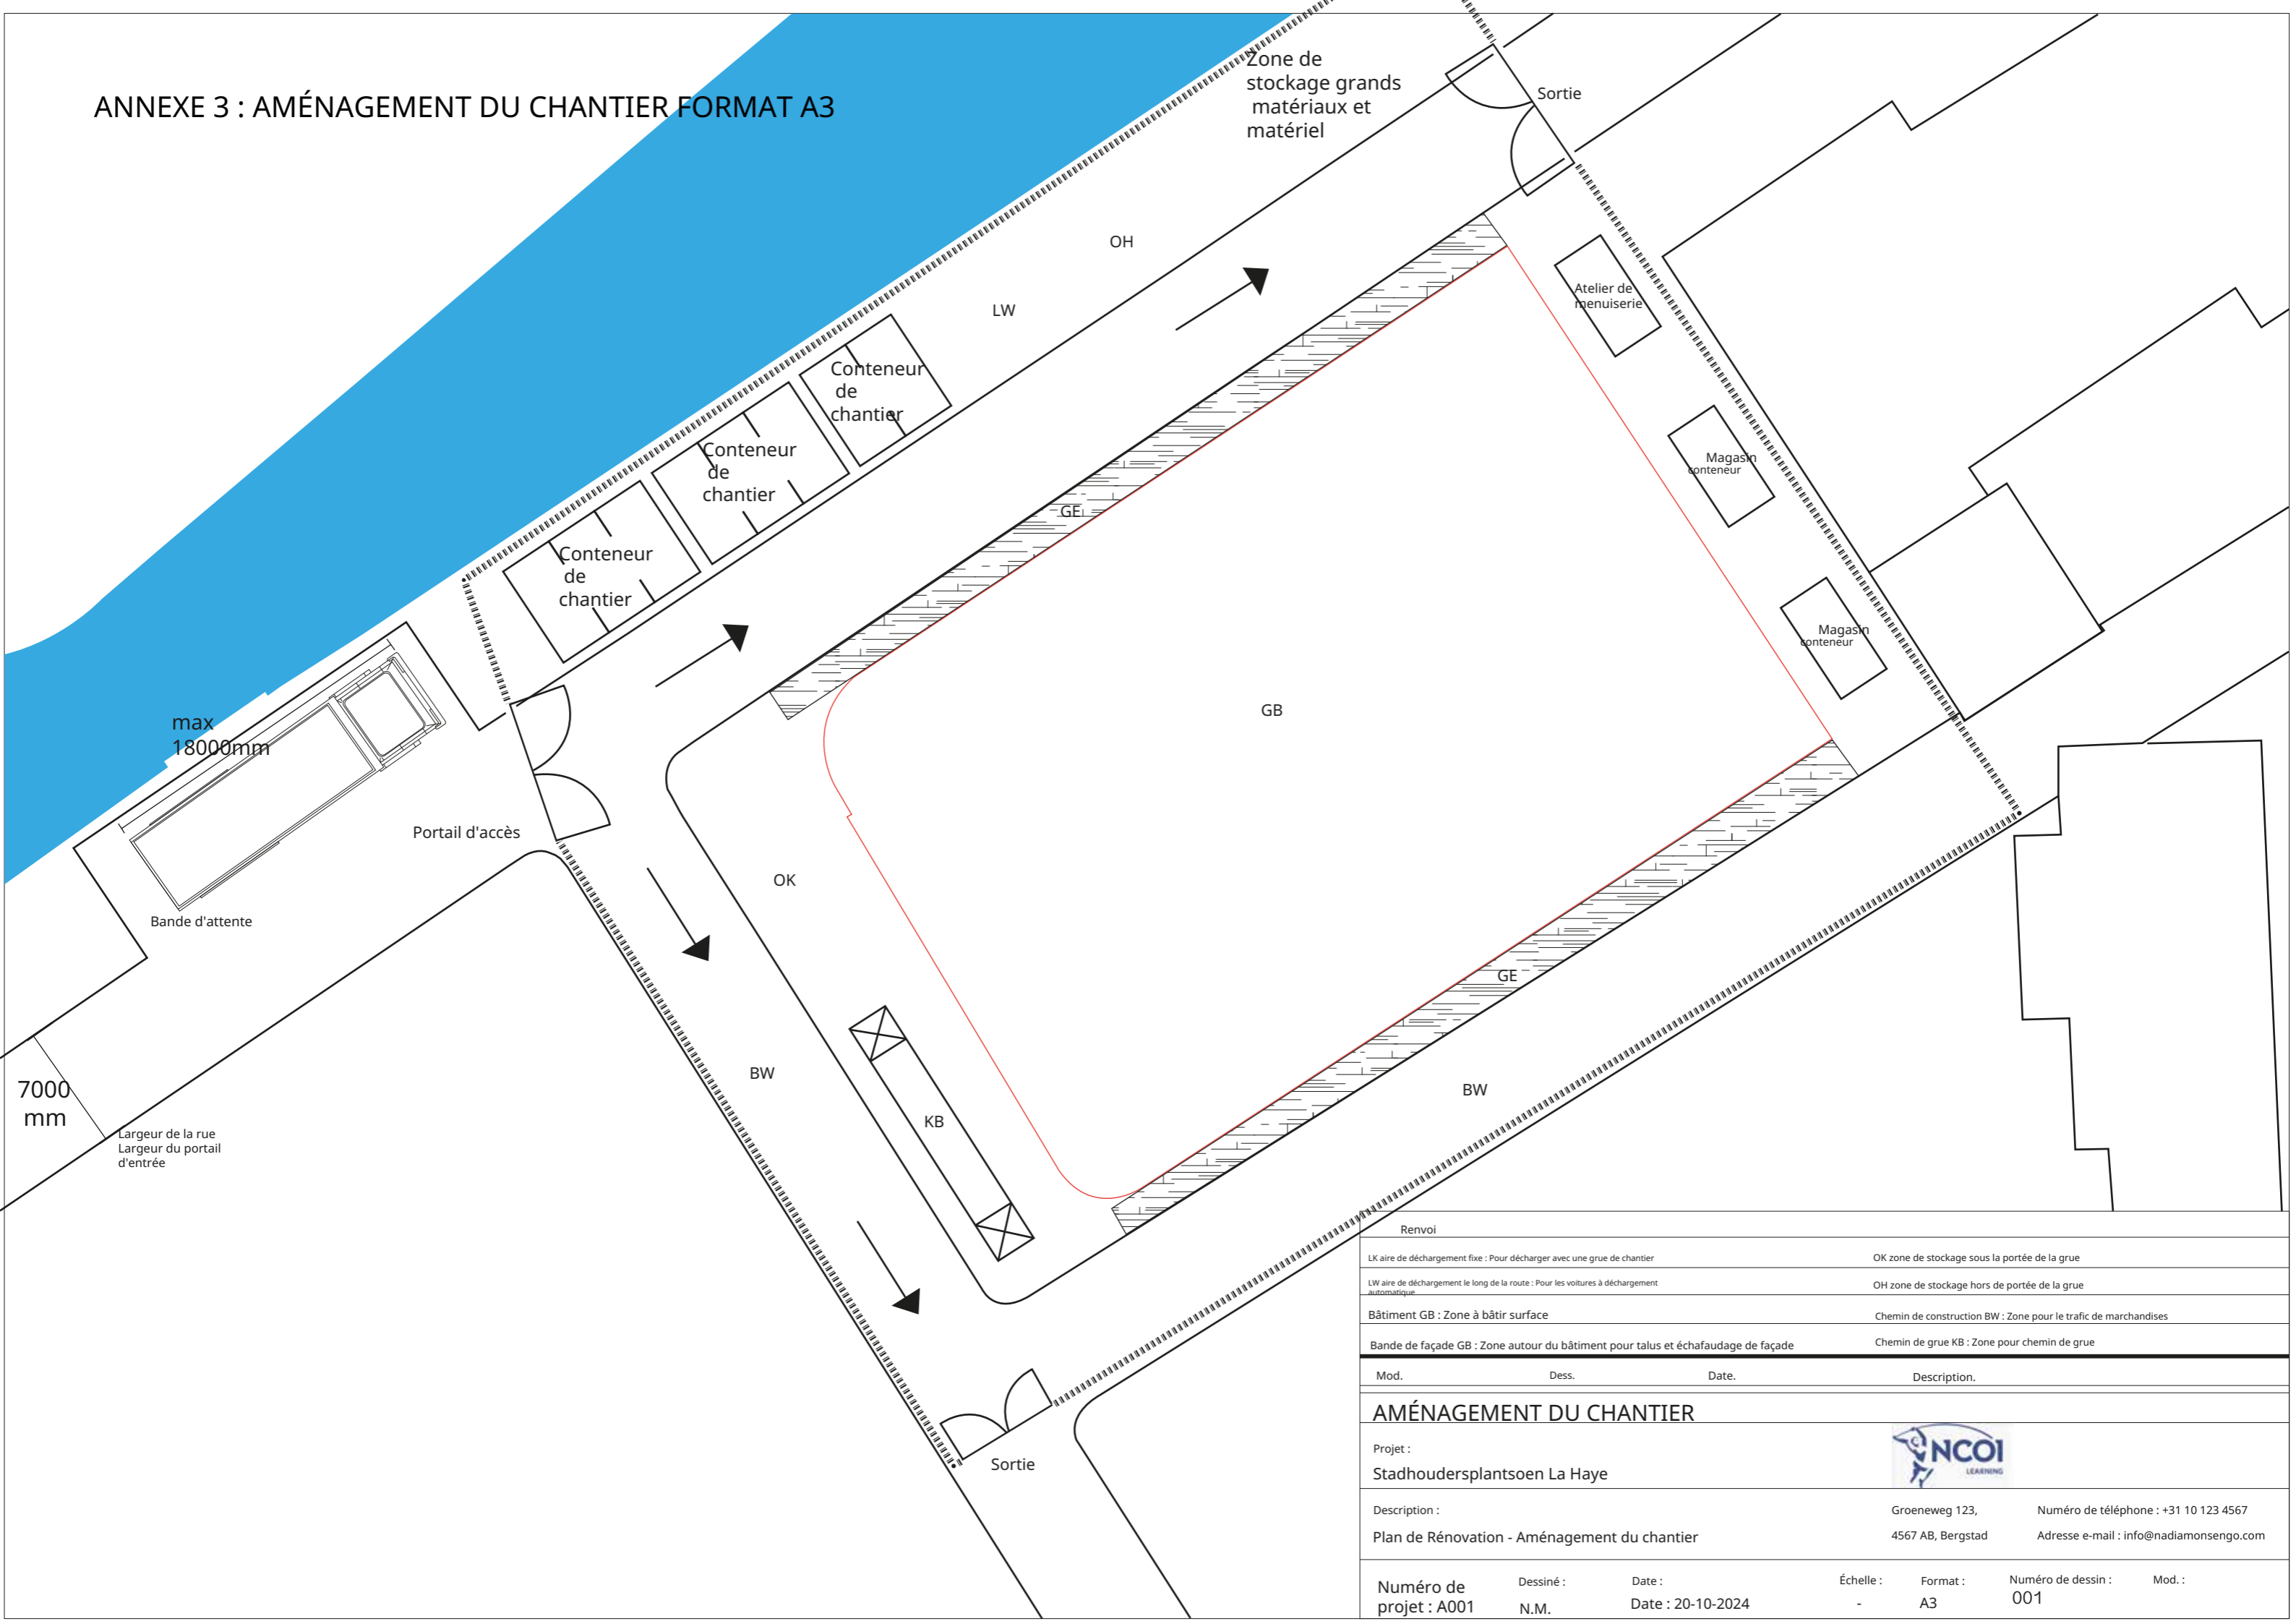 ANNEXE 3 : AMÉNAGEMENT DU CHANTIER FORMAT A3
Zone de
stockage grands
matériaux et
matériel
Sortie
OH
LW
Atelier de
menuiserie
Conteneur
de
chantier
Conteneur
de
chantier
Conteneur
de
chantier
Magasin
conteneur
Magasin
conteneur
GE
GB
max
18000mm
Portail d'accès
Bande d'attente
OK
GE
BW
BW
KB
7000
mm
Largeur de la rue
Largeur du portail
d'entrée
Sortie
Renvoi
LK aire de déchargement fixe : Pour décharger avec une grue de chantier
OK zone de stockage sous la portée de la grue
LW aire de déchargement le long de la route : Pour les voitures à déchargement
automatique
OH zone de stockage hors de portée de la grue
Bâtiment GB : Zone à bâtir surface
Chemin de construction BW : Zone pour le trafic de marchandises
Bande de façade GB : Zone autour du bâtiment pour talus et échafaudage de façade
Chemin de grue KB : Zone pour chemin de grue
Mod. Dess. Date. Description.
AMÉNAGEMENT DU CHANTIER
Projet :
Stadhoudersplantsoen La Haye
NCOI
LEARNING
Description :
Plan de Rénovation - Aménagement du chantier
Groeneweg 123,
4567 AB, Bergstad
Numéro de téléphone : +31 10 123 4567
Adresse e-mail : info@nadiamonsengo.com
Numéro de
projet : A001
Dessiné :
N.M.
Date :
Date : 20-10-2024
Échelle :
-
Format :
A3
Numéro de dessin :
001
Mod. :